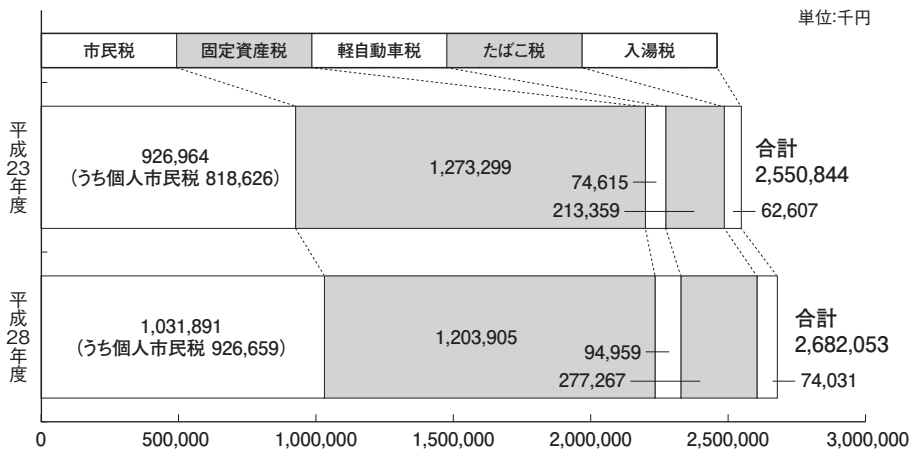 単位:千円
市民税 固定資産税 軽自動車税 たばこ税 入湯税
平成23年度
926,964
(うち個人市民税 818,626)
1,273,299
74,615
213,359
62,607
合計
2,550,844
平成28年度
1,031,891
(うち個人市民税 926,659)
1,203,905
94,959
277,267
74,031
合計
2,682,053
0 500,000 1,000,000 1,500,000 2,000,000 2,500,000 3,000,000